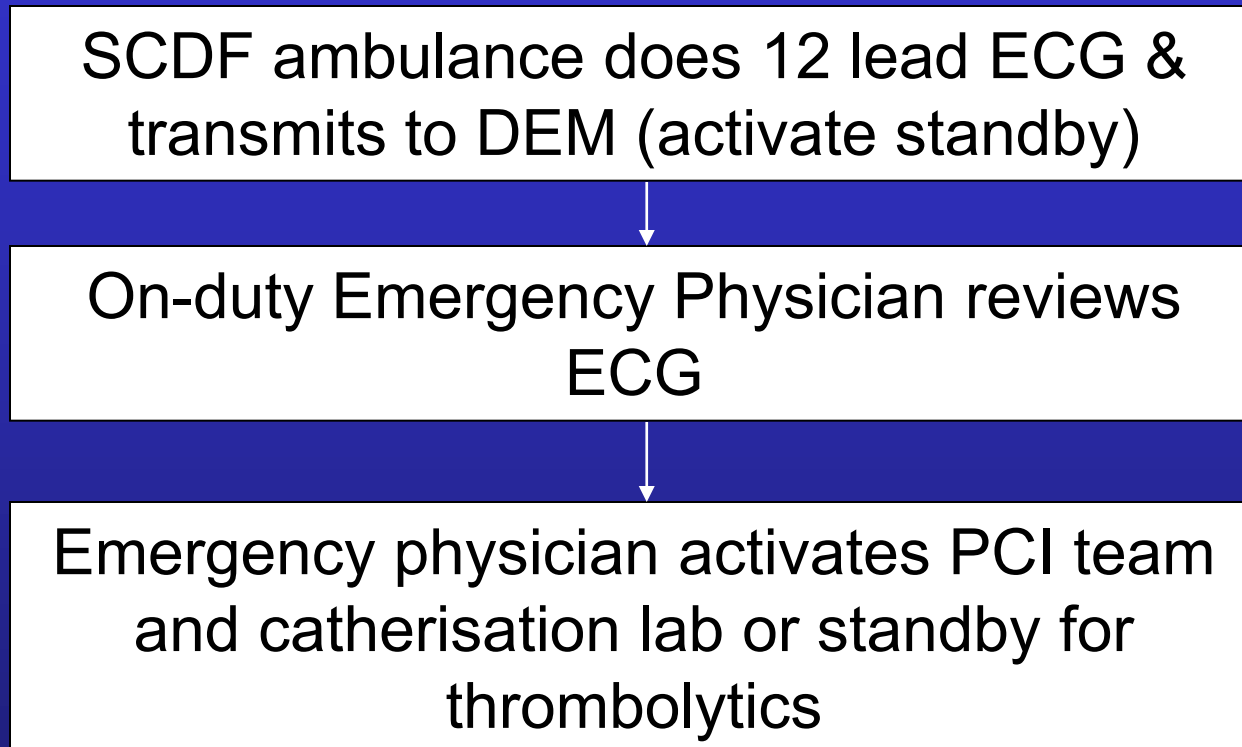 SCDF ambulance does 12 lead ECG &
transmits to DEM (activate standby)
On-duty Emergency Physician reviews
ECG
Emergency physician activates PCI team
and catherisation lab or standby for
thrombolytics